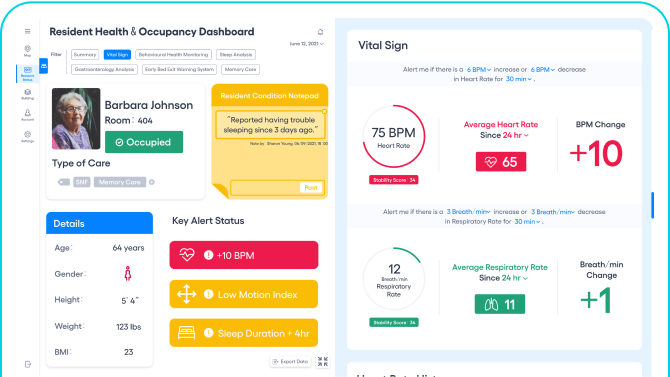 Resident Health & Occupancy Dashboard
June 12, 2021
Filter
Summary
Vital Sign
Behavioural Health Monitoring
Sleep Analysis
Gastroenterology Analysis
Early Bed Exit Warning System
Memory Care
Map
Resident Status
Building
Account
Settings
Barbara Johnson
Room: 404
Occupied
Type of Care
SNF
Memory Care
Resident Condition Notepad
"Reported having trouble
sleeping since 3 days ago."
Note by Sharon Young, 06/09/2021, 18:00
Post
Details
Age: 64 years
Gender:
Height: 5' 4"
Weight: 123 lbs
BMI: 23
Key Alert Status
+10 BPM
Low Motion Index
Sleep Duration + 4hr
Export Data
Vital Sign
Alert me if there is a 6 BPM increase or 6 BPM decrease
in Heart Rate for 30 min .
75 BPM
Heart Rate
Stability Score: 34
Average Heart Rate
Since 24 hr
65
BPM Change
+10
Alert me if there is a 3 Breath/min increase or 3 Breath/min decrease
in Respiratory Rate for 30 min .
12
Breath/min
Respiratory
Rate
Stability Score: 34
Average Respiratory Rate
Since 24 hr
11
Breath/min
Change
+1